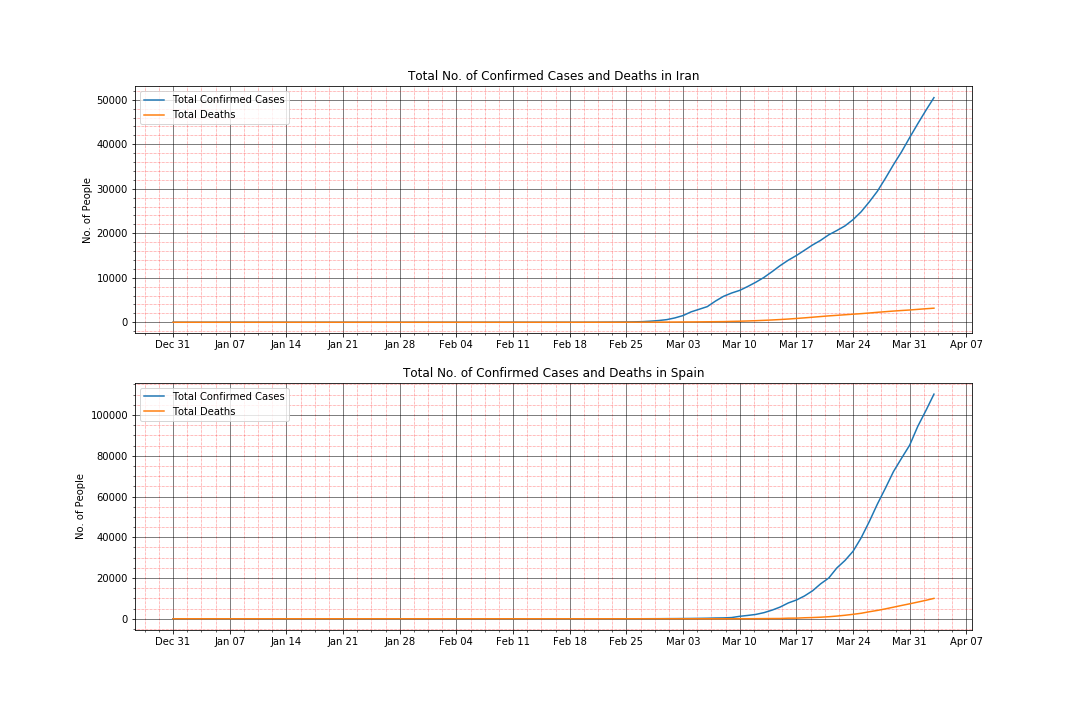 Total No. of Confirmed Cases and Deaths in Iran
Total Confirmed Cases
Total Deaths
No. of People
50000
40000
30000
20000
10000
0
Dec 31 Jan 07 Jan 14 Jan 21 Jan 28 Feb 04 Feb 11 Feb 18 Feb 25 Mar 03 Mar 10 Mar 17 Mar 24 Mar 31 Apr 07
Total No. of Confirmed Cases and Deaths in Spain
Total Confirmed Cases
Total Deaths
No. of People
100000
80000
60000
40000
20000
0
Dec 31 Jan 07 Jan 14 Jan 21 Jan 28 Feb 04 Feb 11 Feb 18 Feb 25 Mar 03 Mar 10 Mar 17 Mar 24 Mar 31 Apr 07